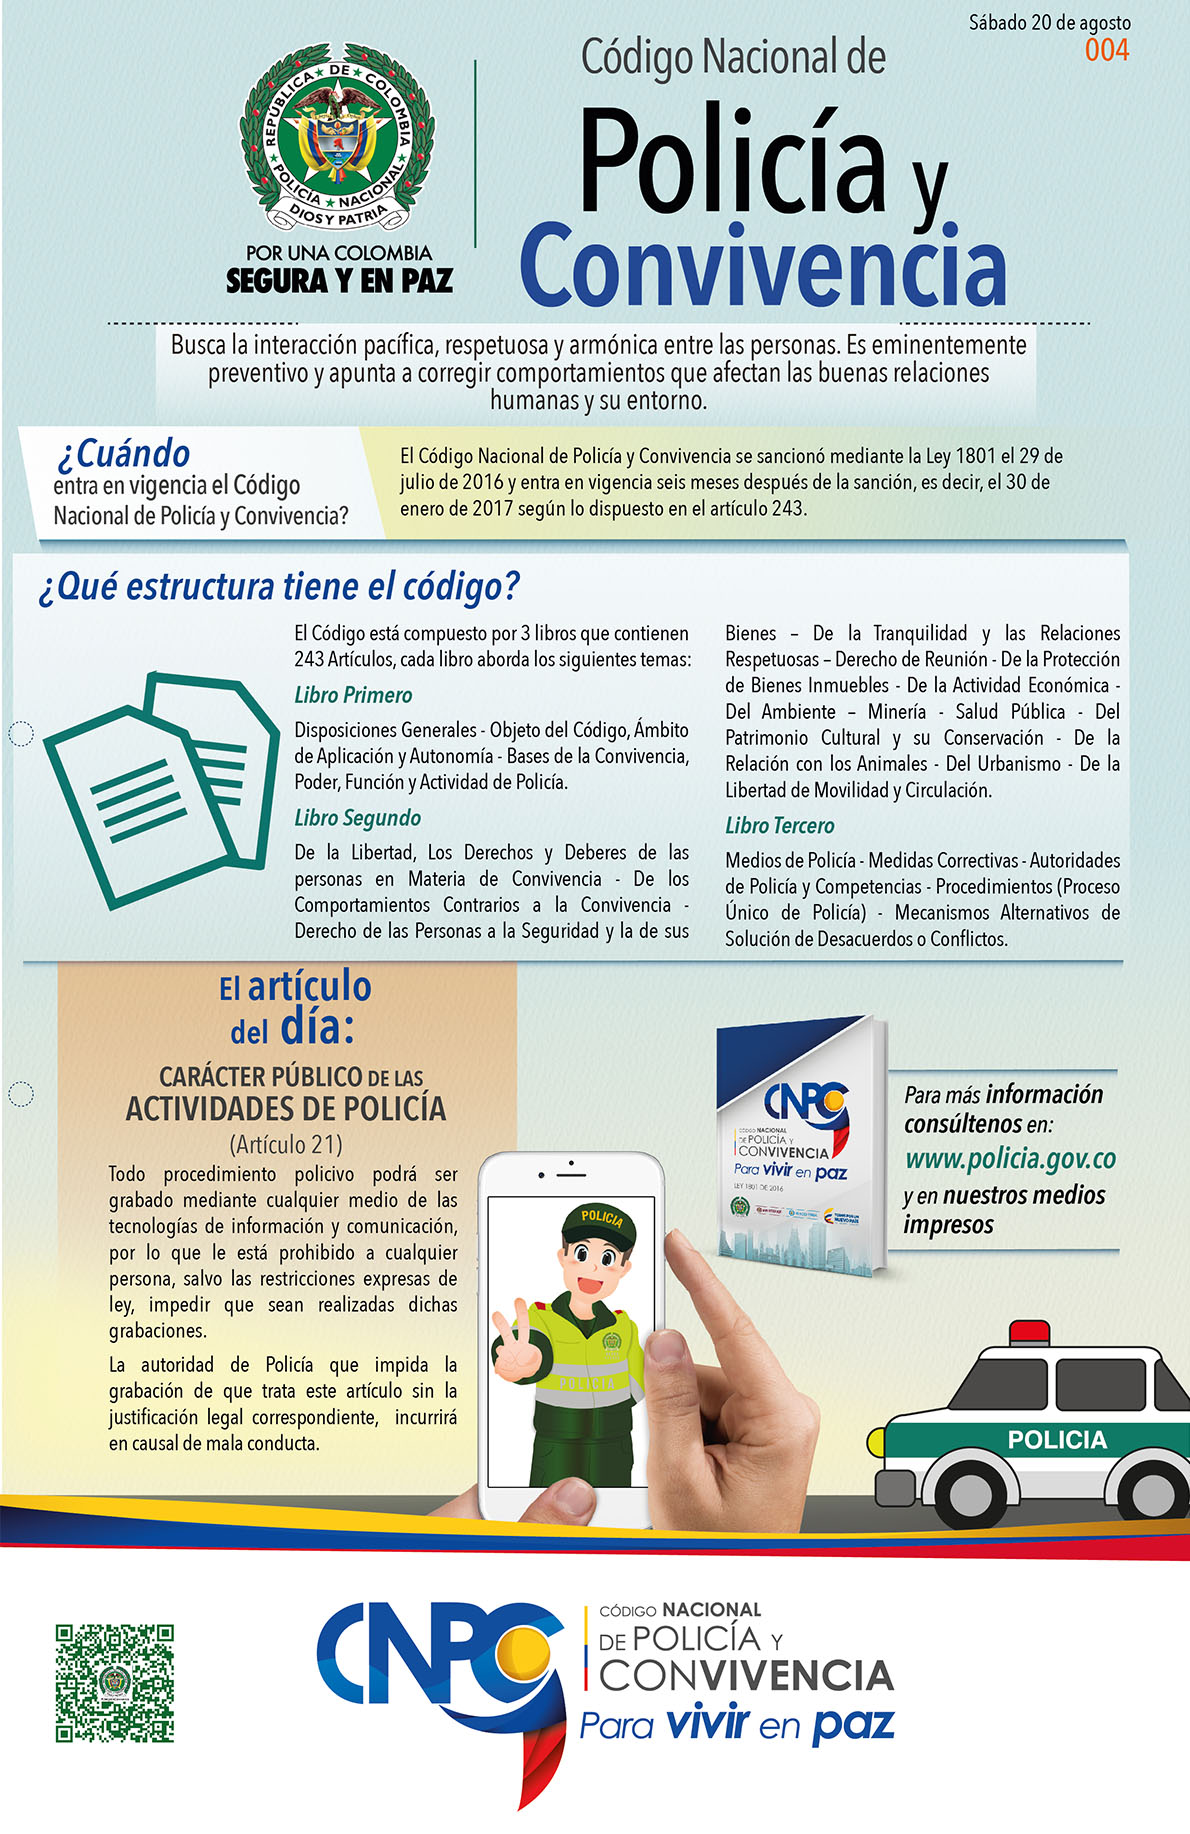 Sábado 20 de agosto
004
REPÚBLICA DE COLOMBIA
POLICÍA NACIONAL
DIOS Y PATRIA
POR UNA COLOMBIA
SEGURA Y EN PAZ
Código Nacional de
Policía y
Convivencia
Busca la interacción pacífica, respetuosa y armónica entre las personas. Es eminentemente
preventivo y apunta a corregir comportamientos que afectan las buenas relaciones
humanas y su entorno.
¿Cuándo
entra en vigencia el Código
Nacional de Policía y Convivencia?
El Código Nacional de Policía y Convivencia se sancionó mediante la Ley 1801 el 29 de
julio de 2016 y entra en vigencia seis meses después de la sanción, es decir, el 30 de
enero de 2017 según lo dispuesto en el artículo 243.
¿Qué estructura tiene el código?
El Código está compuesto por 3 libros que contienen
243 Artículos, cada libro aborda los siguientes temas:
Libro Primero
Disposiciones Generales - Objeto del Código, Ámbito
de Aplicación y Autonomía - Bases de la Convivencia,
Poder, Función y Actividad de Policía.
Libro Segundo
De la Libertad, Los Derechos y Deberes de las
personas en Materia de Convivencia - De los
Comportamientos Contrarios a la Convivencia -
Derecho de las Personas a la Seguridad y la de sus
Bienes – De la Tranquilidad y las Relaciones
Respetuosas – Derecho de Reunión - De la Protección
de Bienes Inmuebles - De la Actividad Económica -
Del Ambiente – Minería - Salud Pública - Del
Patrimonio Cultural y su Conservación - De la
Relación con los Animales - Del Urbanismo - De la
Libertad de Movilidad y Circulación.
Libro Tercero
Medios de Policía - Medidas Correctivas - Autoridades
de Policía y Competencias - Procedimientos (Proceso
Único de Policía) - Mecanismos Alternativos de
Solución de Desacuerdos o Conflictos.
El artículo
del día:
CARÁCTER PÚBLICO DE LAS
ACTIVIDADES DE POLICÍA
(Artículo 21)
Todo procedimiento policivo podrá ser
grabado mediante cualquier medio de las
tecnologías de información y comunicación,
por lo que le está prohibido a cualquier
persona, salvo las restricciones expresas de
ley, impedir que sean realizadas dichas
grabaciones.
La autoridad de Policía que impida la
grabación de que trata este artículo sin la
justificación legal correspondiente, incurrirá
en causal de mala conducta.
POLICIA
POLICIA
CNPC
CÓDIGO NACIONAL
DE POLICÍA Y
CONVIVENCIA
Para vivir en paz
LEY 1801 DE 2016
Para más información
consúltenos en:
www.policia.gov.co
y en nuestros medios
impresos
POLICIA
CNPC
CÓDIGO NACIONAL
DE POLICÍA Y
CONVIVENCIA
Para vivir en paz